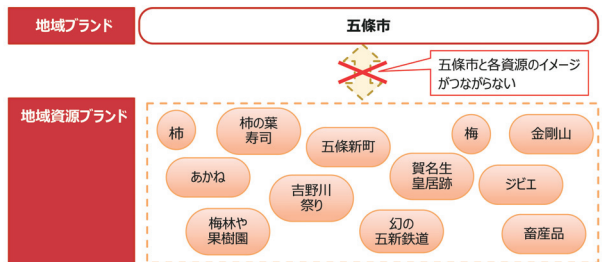 地域ブランド
五條市
五條市と各資源のイメージ
がつながらない
地域資源ブランド
柿
柿の葉
寿司
五條新町
梅
金剛山
あかね
吉野川
祭り
賀名生
皇居跡
ジビエ
梅林や
果樹園
幻の
五新鉄道
畜産品